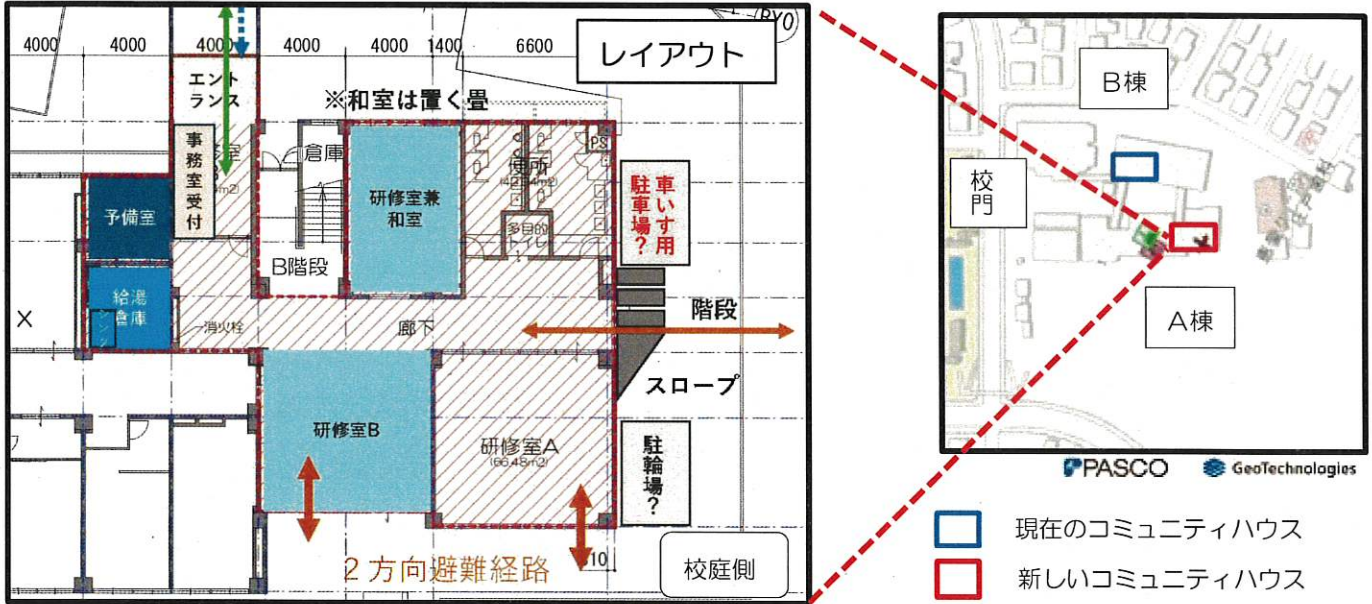 4000
4000
4000
4000
4000
1400
6600
レイアウト
エント
ランス
※和室は置く畳
事務室受付
倉庫
研修室兼
和室
PS
便所
多目的
トイレ
車いす用
駐車場?
予備室
B階段
給湯
倉庫
X
消火栓
廊下
階段
スロープ
研修室B
研修室A
(66.48m2)
駐輪場?
2方向避難経路
校庭側
B棟
校門
A棟
PASCO
GeoTechnologies
現在のコミュニティハウス
新しいコミュニティハウス